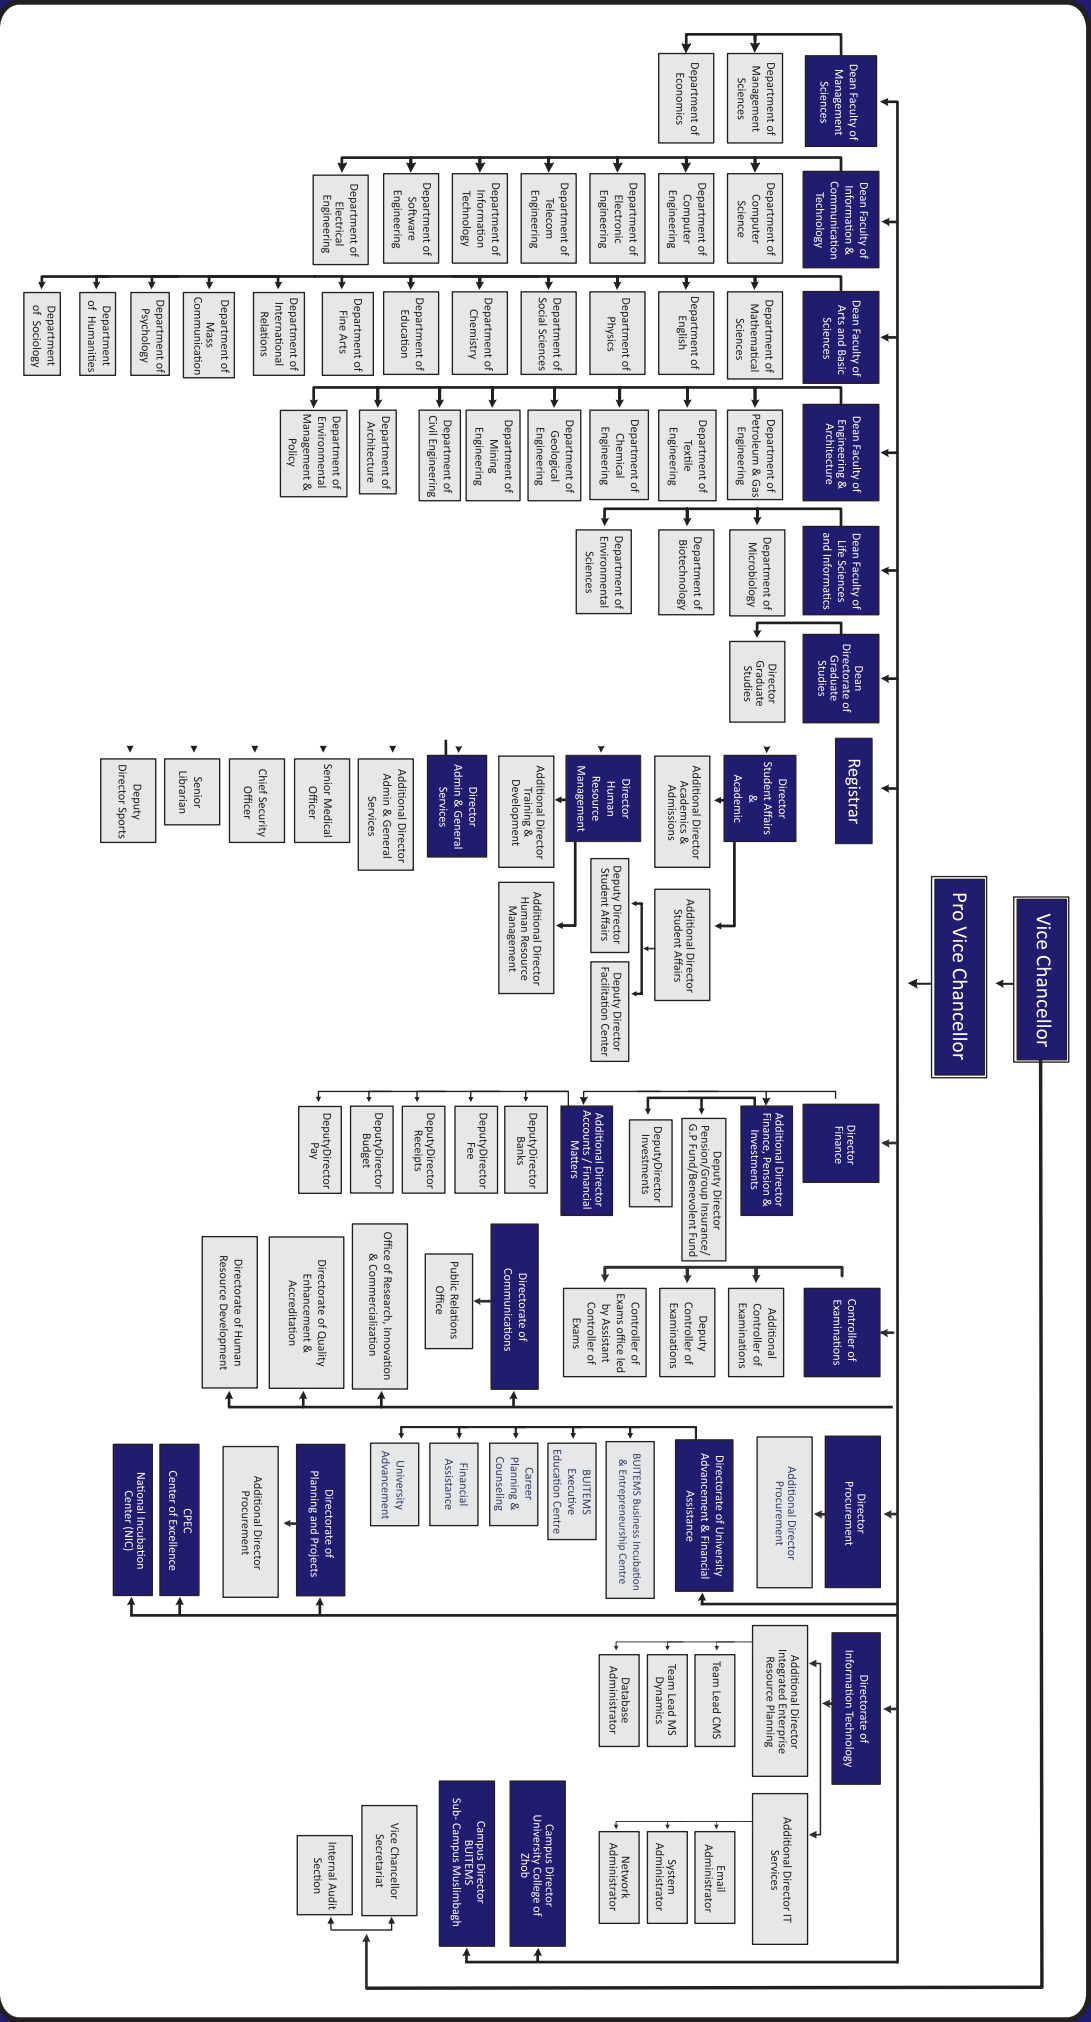 Vice Chancellor
Pro Vice Chancellor
Dean Faculty of
Management
Sciences
Department of
Management
Sciences
Department of
Economics
Dean Faculty of
Information &
Communication
Technology
Department of
Computer
Science
Department of
Computer
Engineering
Department of
Electronic
Engineering
Department of
Telecom
Engineering
Department of
Information
Technology
Department of
Software
Engineering
Department of
Electrical
Engineering
Dean Faculty of
Arts and Basic
Sciences
Department of
Mathematical
Sciences
Department of
English
Department of
Physics
Department of
Social Sciences
Department of
Chemistry
Department of
Education
Department of
Fine Arts
Department of
International
Relations
Department of
Mass
Communication
Department of
Psychology
Department
of Humanities
Department
of Sociology
Dean Faculty of
Engineering &
Architecture
Department of
Petroleum & Gas
Engineering
Department of
Textile
Engineering
Department of
Chemical
Engineering
Department of
Geological
Engineering
Department of
Mining
Engineering
Department of
Civil Engineering
Department of
Architecture
Department of
Environmental
Management &
Policy
Dean Faculty of
Life Sciences
and Informatics
Department of
Microbiology
Department of
Biotechnology
Department of
Environmental
Sciences
Dean
Directorate of
Graduate
Studies
Director
Graduate
Studies
Registrar
Director
Student Affairs
&
Academic
Additional Director
Academics &
Admissions
Additional Director
Student Affairs
Deputy Director
Student Affairs
Deputy Director
Facilitation Center
Director
Human
Resource
Management
Additional Director
Training &
Development
Additional Director
Human Resource
Management
Director
Admin & General
Services
Additional Director
Admin & General
Services
Senior Medical
Officer
Chief Security
Officer
Senior
Librarian
Deputy
Director Sports
Director
Finance
Additional Director
Finance, Pension &
Investments
Deputy Director
Pension/Group Insurance/
G.P Fund/Benevolent Fund
DeputyDirector
Investments
Additional Director
Accounts / Financial
Matters
DeputyDirector
Banks
DeputyDirector
Fee
DeputyDirector
Receipts
DeputyDirector
Budget
DeputyDirector
Pay
Controller of
Examinations
Additional
Controller of
Examinations
Deputy
Controller of
Examinations
Controller of
Exams office led
by Assistant
Controller of
Exams
Directorate of
Communications
Public Relations
Office
Office of Research, Innovation
& Commercialization
Directorate of Quality
Enhancement &
Accreditation
Directorate of Human
Resource Development
Director
Procurement
Additional Director
Procurement
Directorate of University
Advancement & Financial
Assistance
BUITEMS Business Incubation
& Entrepreneurship Centre
BUITEMS
Executive
Education Centre
Career
Planning &
Counseling
Financial
Assistance
University
Advancement
Directorate of
Planning and Projects
Additional Director
Procurement
CPEC
Center of Excellence
National Incubation
Center (NIC)
Directorate of
Information Technology
Additional Director
Integrated Enterprise
Resource Planning
Team Lead CMS
Team Lead MS
Dynamics
Database
Administrator
Additional Director IT
Services
Email
Administrator
System
Administrator
Network
Administrator
Campus Director
University College of
Zhob
Campus Director
BUITEMS
Sub- Campus Muslimbagh
Vice Chancellor
Secretariat
Internal Audit
Section